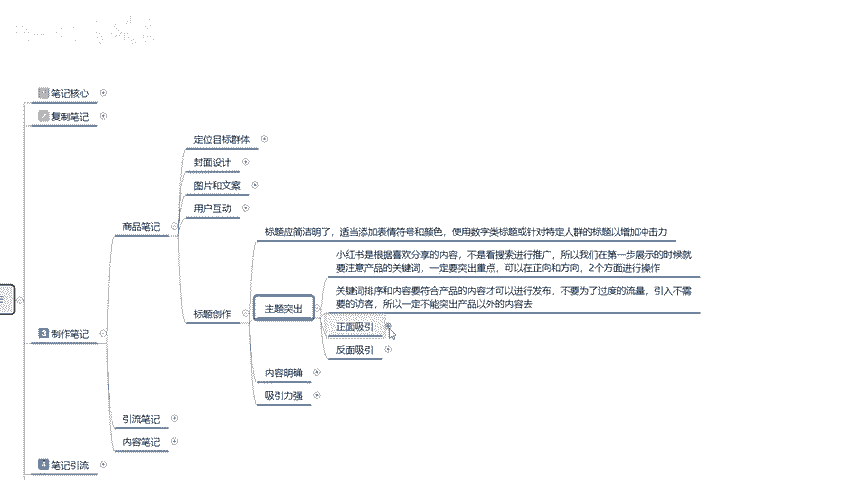 1 笔记核心
2 复制笔记
定位目标群体
封面设计
图片和文案
用户互动
商品笔记
标题应简洁明了，适当添加表情符号和颜色，使用数字类标题或针对特定人群的标题以增加冲击力
小红书是根据喜欢分享的内容，不是看搜索进行推广，所以我们在第一步展示的时候就
要注意产品的关键词，一定要突出重点，可以在正向和方向，2个方面进行操作
关键词排序和内容要符合产品的内容才可以进行发布，不要为了过度的流量，引入不需
要的访客，所以一定不能突出产品以外的内容去
标题创作
主题突出
正面吸引
反面吸引
3 制作笔记
内容明确
吸引力强
引流笔记
内容笔记
4 笔记引流